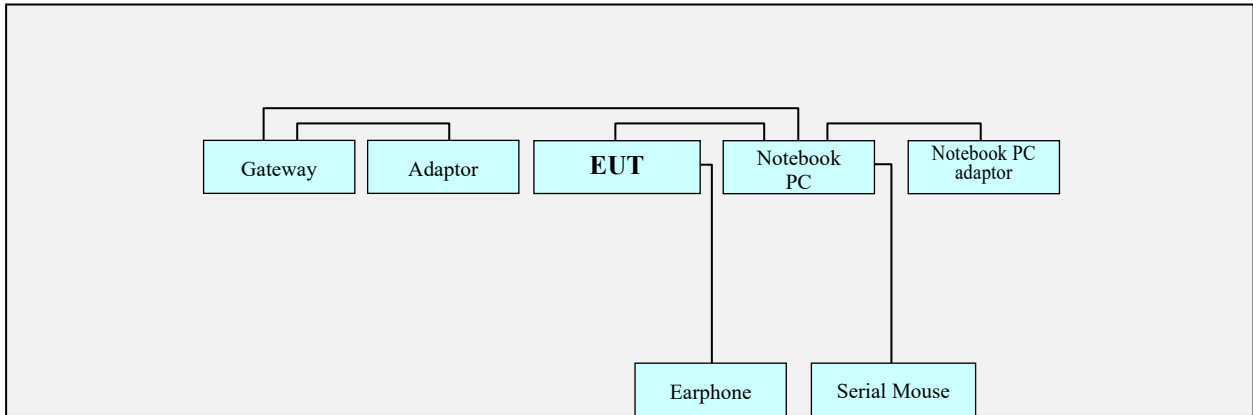 Gateway
Adaptor
EUT
Notebook
PC
Notebook PC
adaptor
Earphone
Serial Mouse